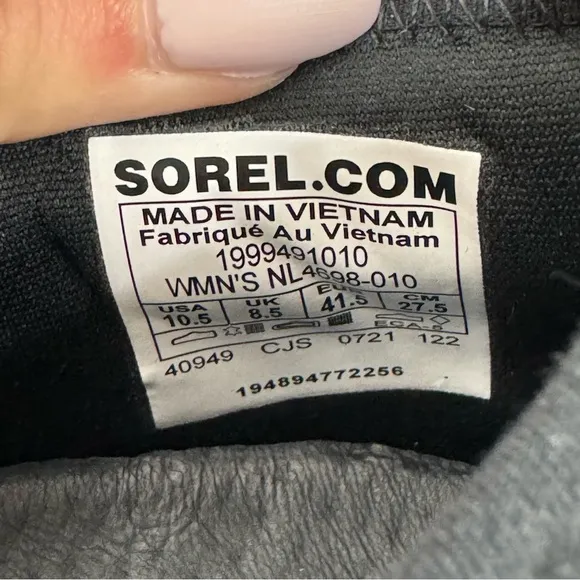 SOREL.COM
MADE IN VIETNAM
Fabriqué Au Vietnam
1999491010
WMN'S NL4698-010
USA UK EUR CM
10.5 8.5 41.5 27.5
40949 CJS 0721 122
194894772256